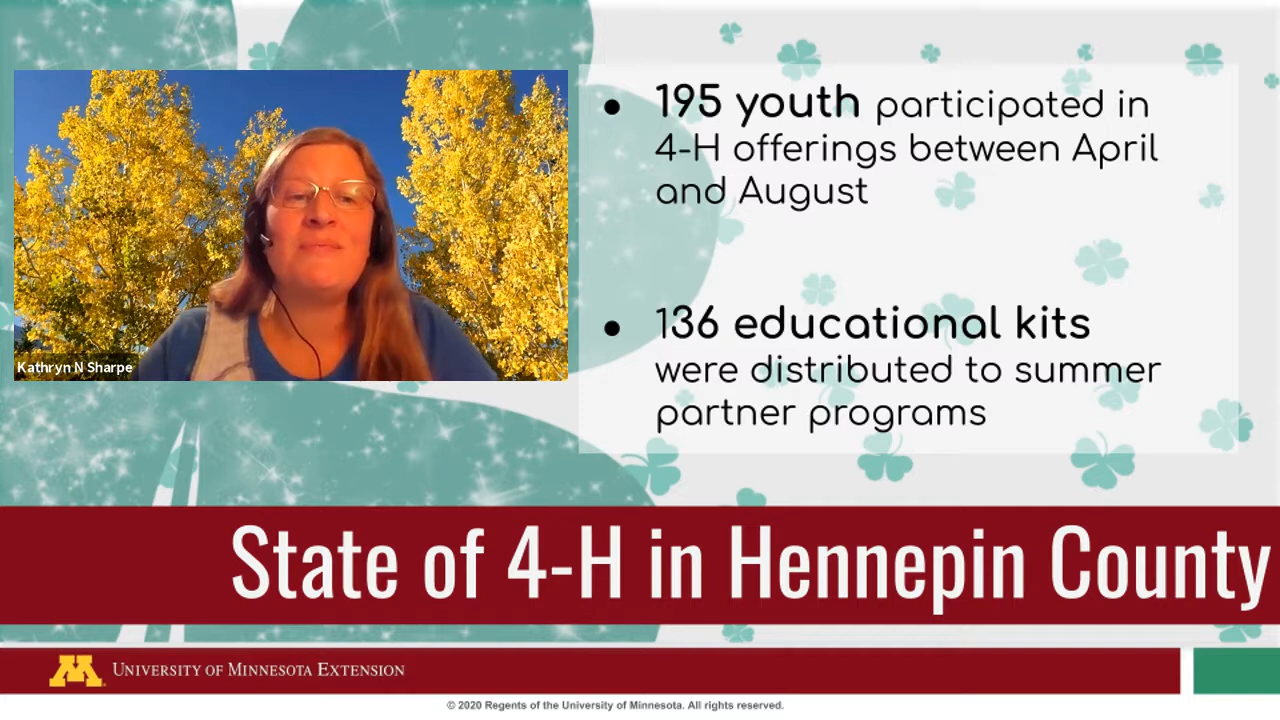 195 youth participated in
4-H offerings between April
and August
136 educational kits
were distributed to summer
partner programs
Kathryn N Sharpe
State of 4-H in Hennepin County
M
UNIVERSITY OF MINNESOTA EXTENSION
© 2020 Regents of the University of Minnesota. All rights reserved.